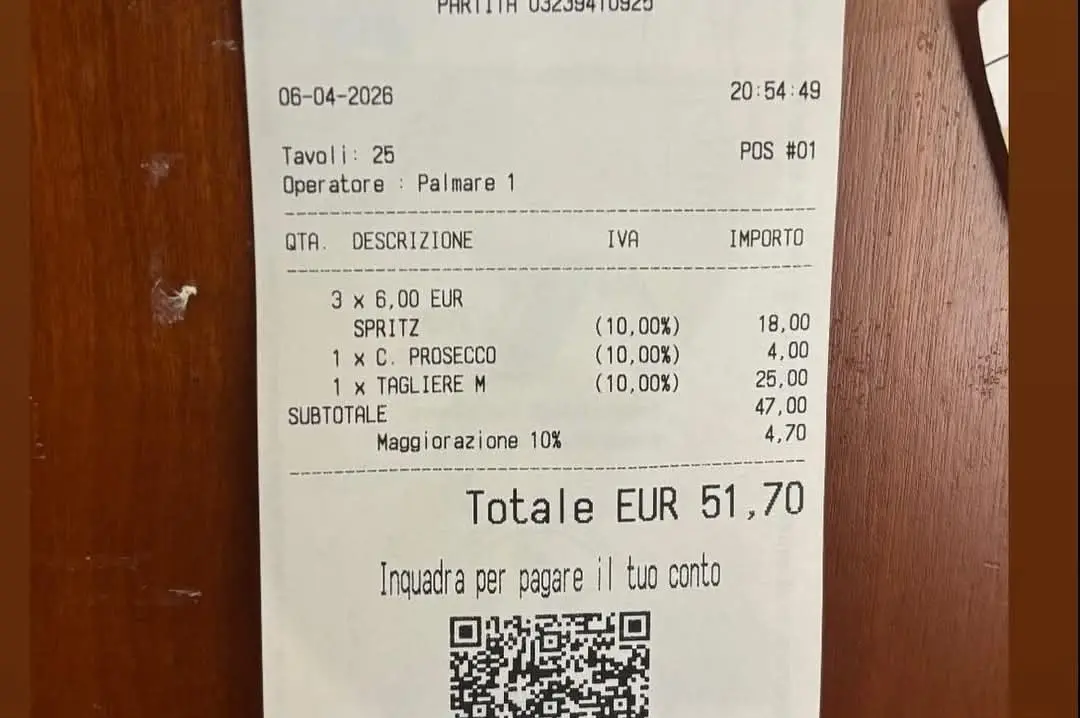 PARTITA 03239410925
06-04-2026 20:54:49
Tavoli: 25 POS #01
Operatore : Palmare 1
QTA. DESCRIZIONE IVA IMPORTO
3 x 6,00 EUR
SPRITZ (10,00%) 18,00
1 x C. PROSECCO (10,00%) 4,00
1 x TAGLIERE M (10,00%) 25,00
SUBTOTALE 47,00
Maggiorazione 10% 4,70
Totale EUR 51,70
Inquadra per pagare il tuo conto